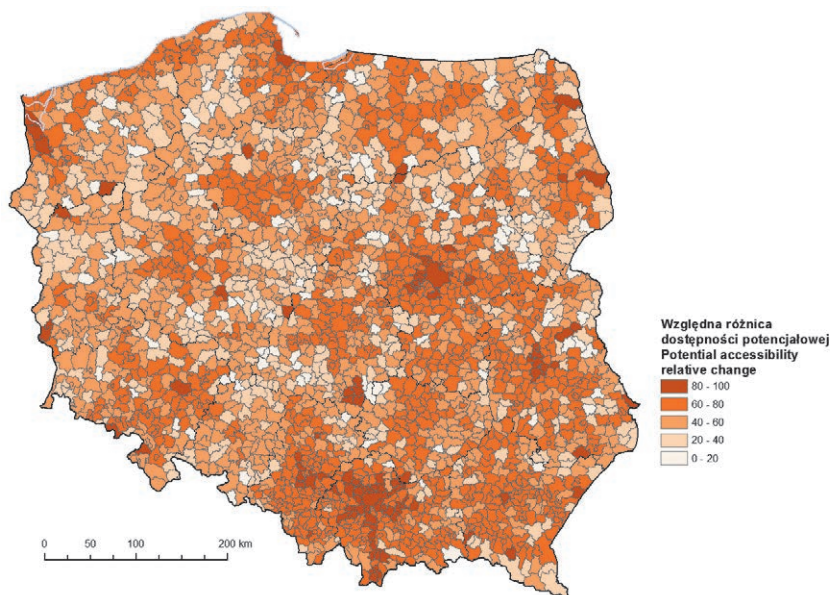 Względna różnica
dostępności potencjałowej
Potential accessibility
relative change
80 - 100
60 - 80
40 - 60
20 - 40
0 - 20
0 50 100 200 km